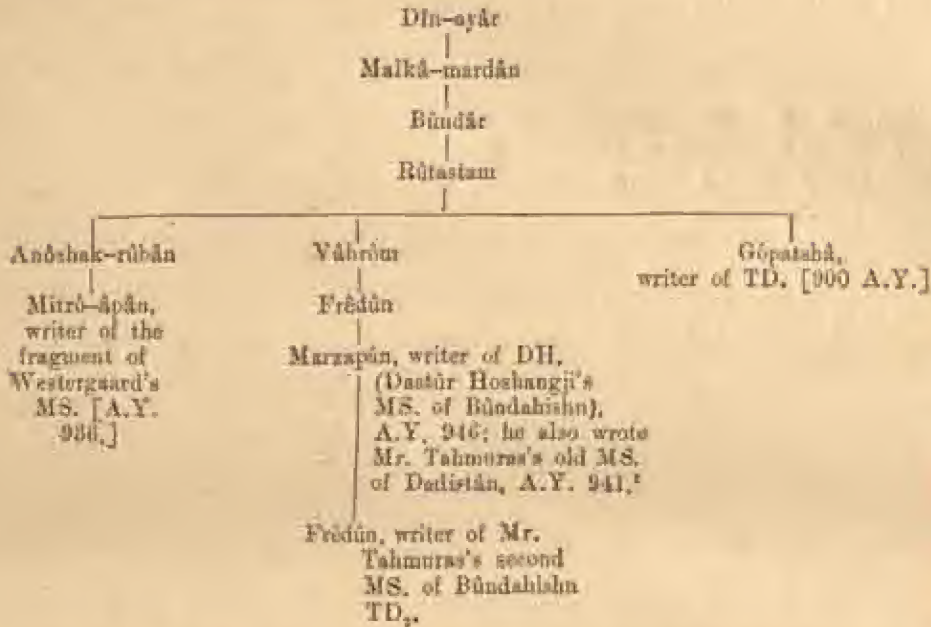 Dîn-ayâr
Malkâ-mardân
Bûndâr
Rûtastam
Anôshak-rûbân
Mitrô-âpân,
writer of the
fragment of
Westergaard's
MS. [A.Y.
936.]
Vâhrôm
Frêdûn
Marzapân, writer of DH.
(Dastûr Hoshangji's
MS. of Bûndahishn),
A.Y. 946; he also wrote
Mr. Tahmuras's old MS.
of Dadistân, A.Y. 941.²
Frêdûn, writer of Mr.
Tahmuras's second
MS. of Bûndahishn
TD₂.
Gôpatshâ,
writer of TD. [900 A.Y.]